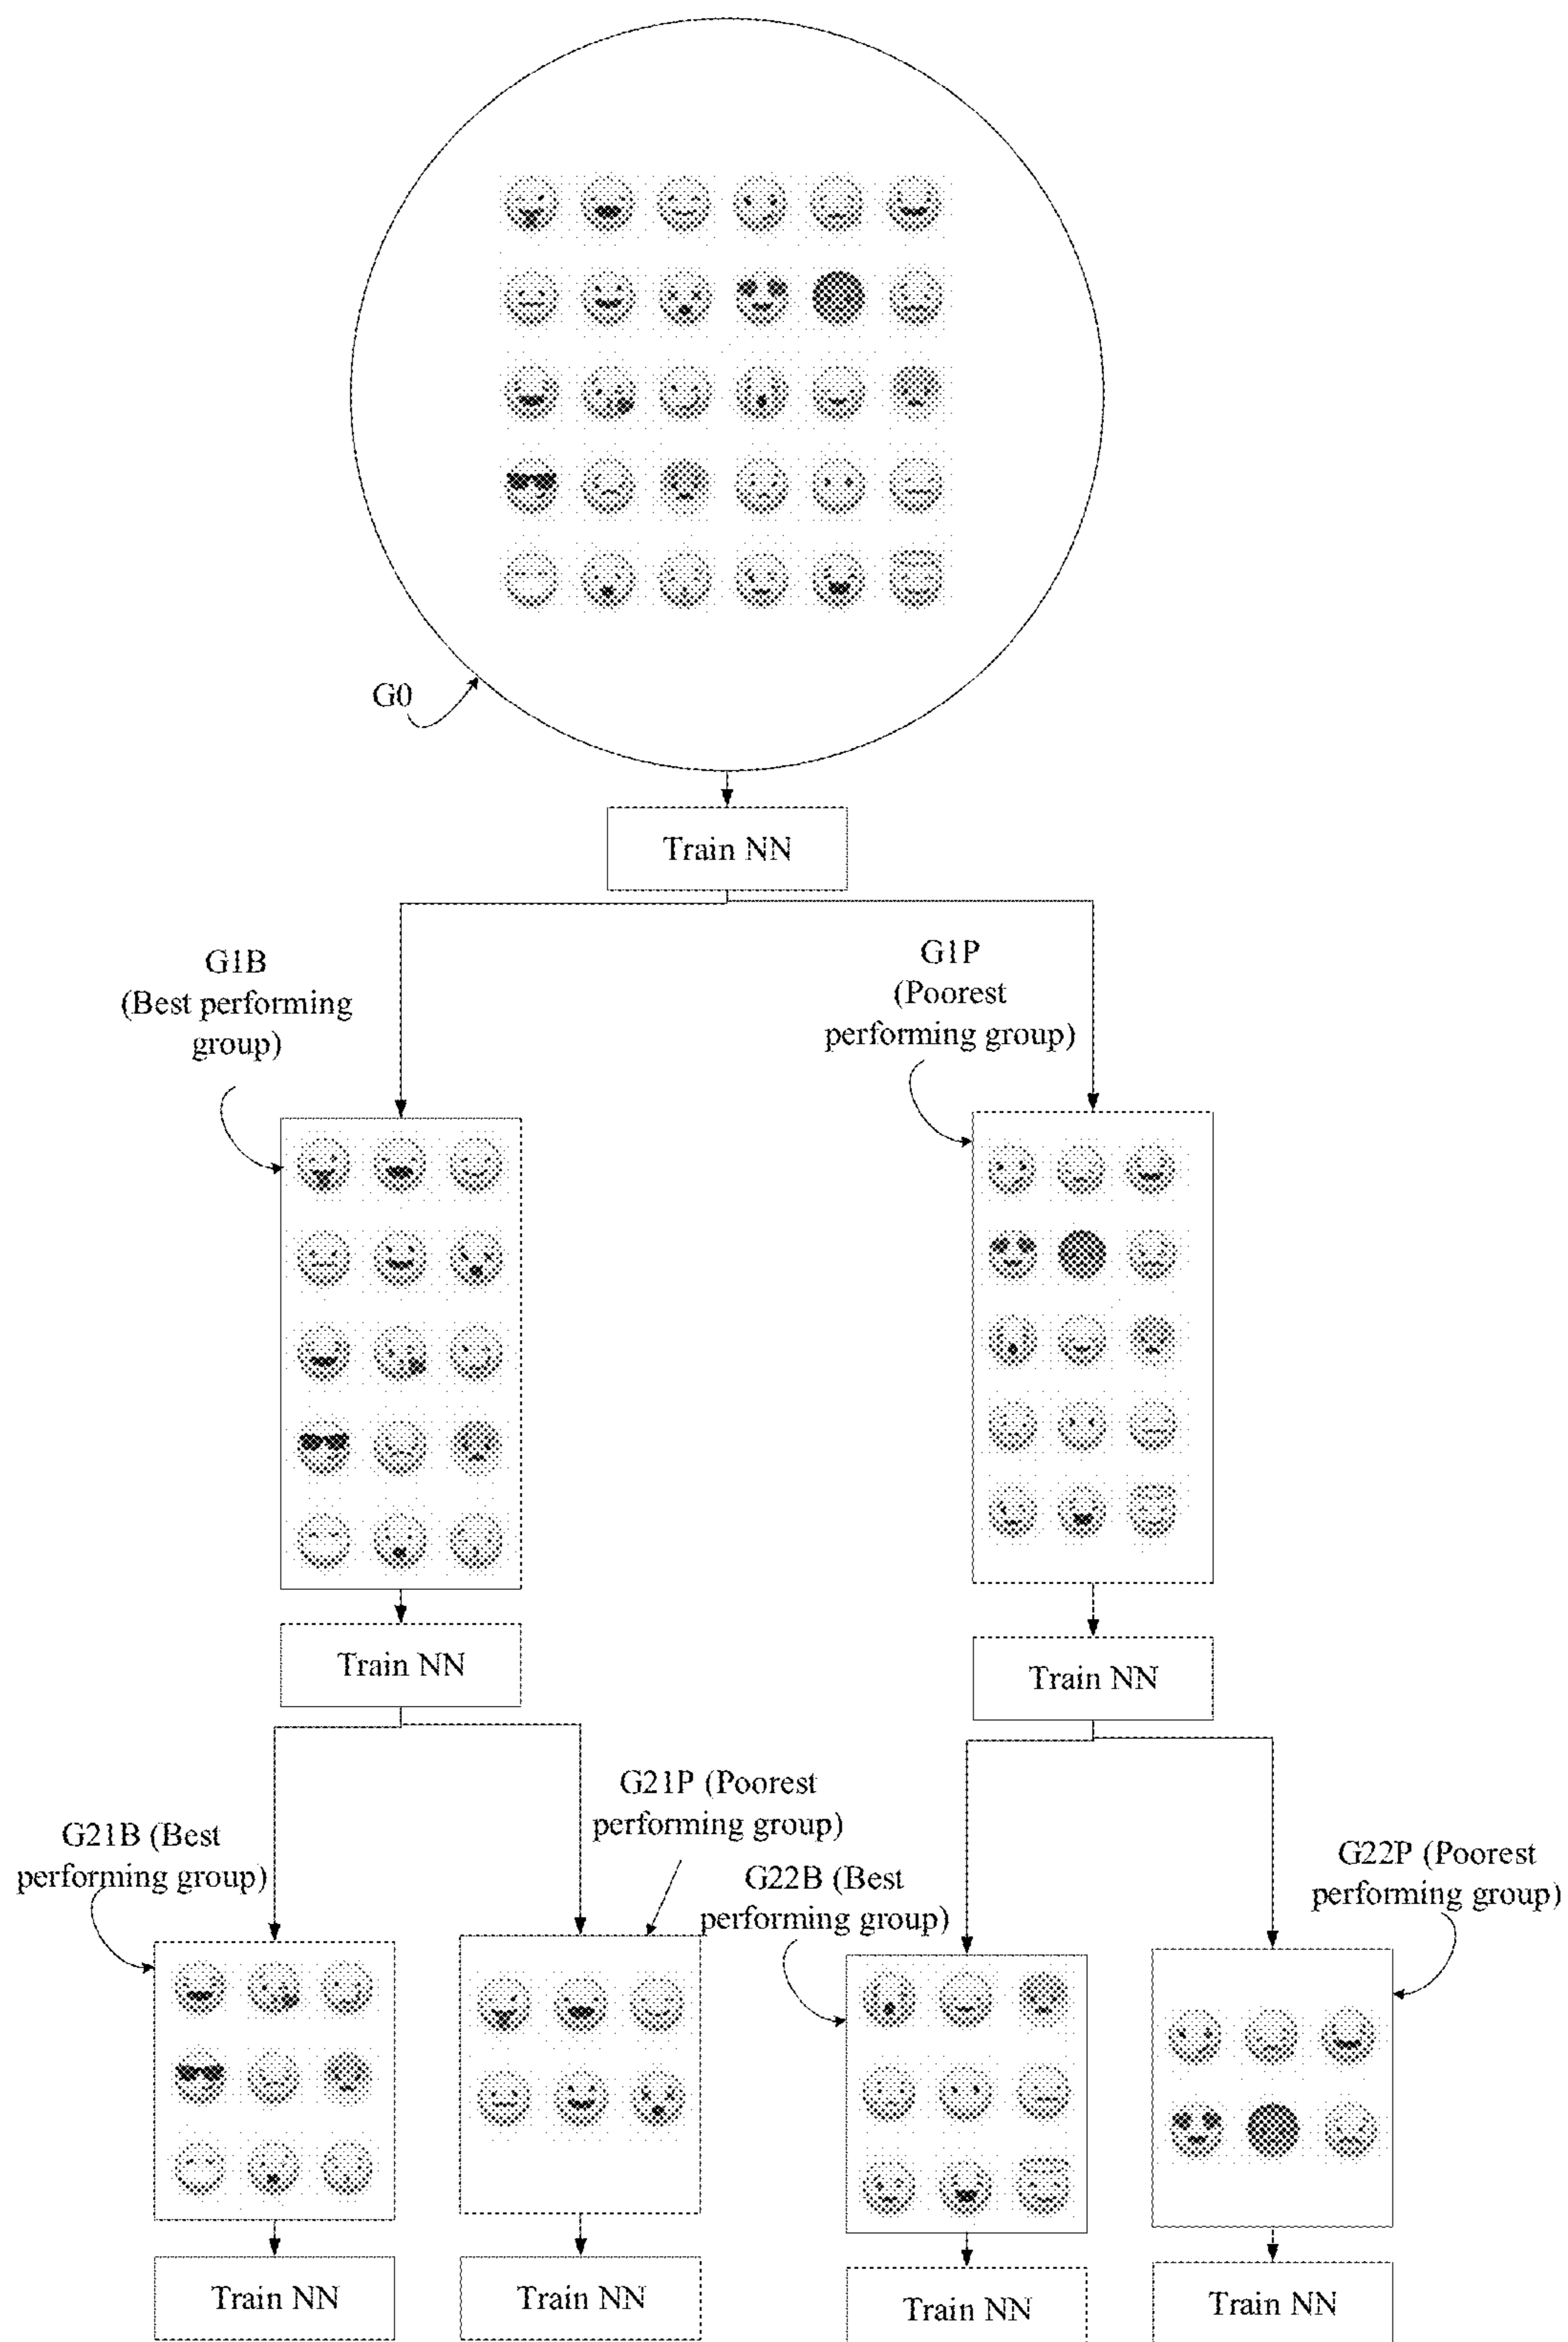 G0
Train NN
G1B
(Best performing
group)
G1P
(Poorest
performing group)
Train NN
Train NN
G21B (Best
performing group)
G21P (Poorest
performing group)
G22B (Best
performing group)
G22P (Poorest
performing group)
Train NN
Train NN
Train NN
Train NN